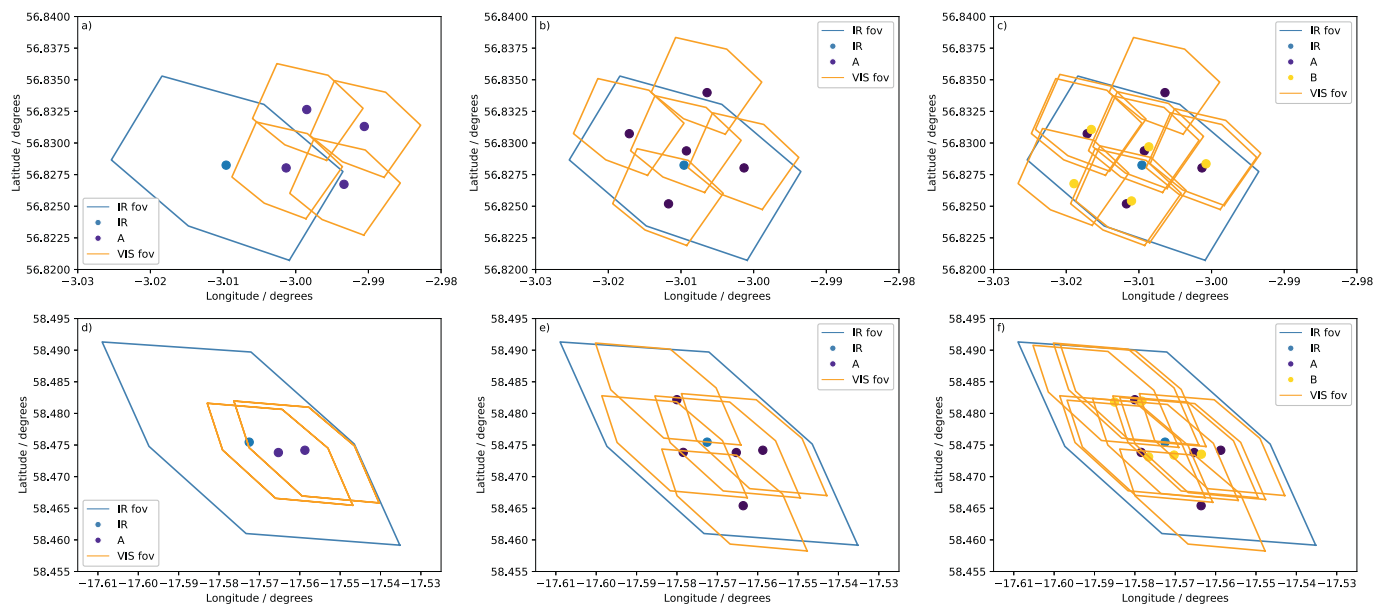 a)
56.8400
56.8375
56.8350
56.8325
56.8300
56.8275
56.8250
56.8225
56.8200
Latitude / degrees
IR fov
IR
A
VIS fov
−3.03
−3.02
−3.01
−3.00
−2.99
−2.98
Longitude / degrees
b)
56.8400
56.8375
56.8350
56.8325
56.8300
56.8275
56.8250
56.8225
56.8200
Latitude / degrees
IR fov
IR
A
VIS fov
−3.03
−3.02
−3.01
−3.00
−2.99
−2.98
Longitude / degrees
c)
56.8400
56.8375
56.8350
56.8325
56.8300
56.8275
56.8250
56.8225
56.8200
Latitude / degrees
IR fov
IR
A
B
VIS fov
−3.03
−3.02
−3.01
−3.00
−2.99
−2.98
Longitude / degrees
d)
58.495
58.490
58.485
58.480
58.475
58.470
58.465
58.460
58.455
Latitude / degrees
IR fov
IR
A
VIS fov
−17.61
−17.60
−17.59
−17.58
−17.57
−17.56
−17.55
−17.54
−17.53
Longitude / degrees
e)
58.495
58.490
58.485
58.480
58.475
58.470
58.465
58.460
58.455
Latitude / degrees
IR fov
IR
A
VIS fov
−17.61
−17.60
−17.59
−17.58
−17.57
−17.56
−17.55
−17.54
−17.53
Longitude / degrees
f)
58.495
58.490
58.485
58.480
58.475
58.470
58.465
58.460
58.455
Latitude / degrees
IR fov
IR
A
B
VIS fov
−17.61
−17.60
−17.59
−17.58
−17.57
−17.56
−17.55
−17.54
−17.53
Longitude / degrees